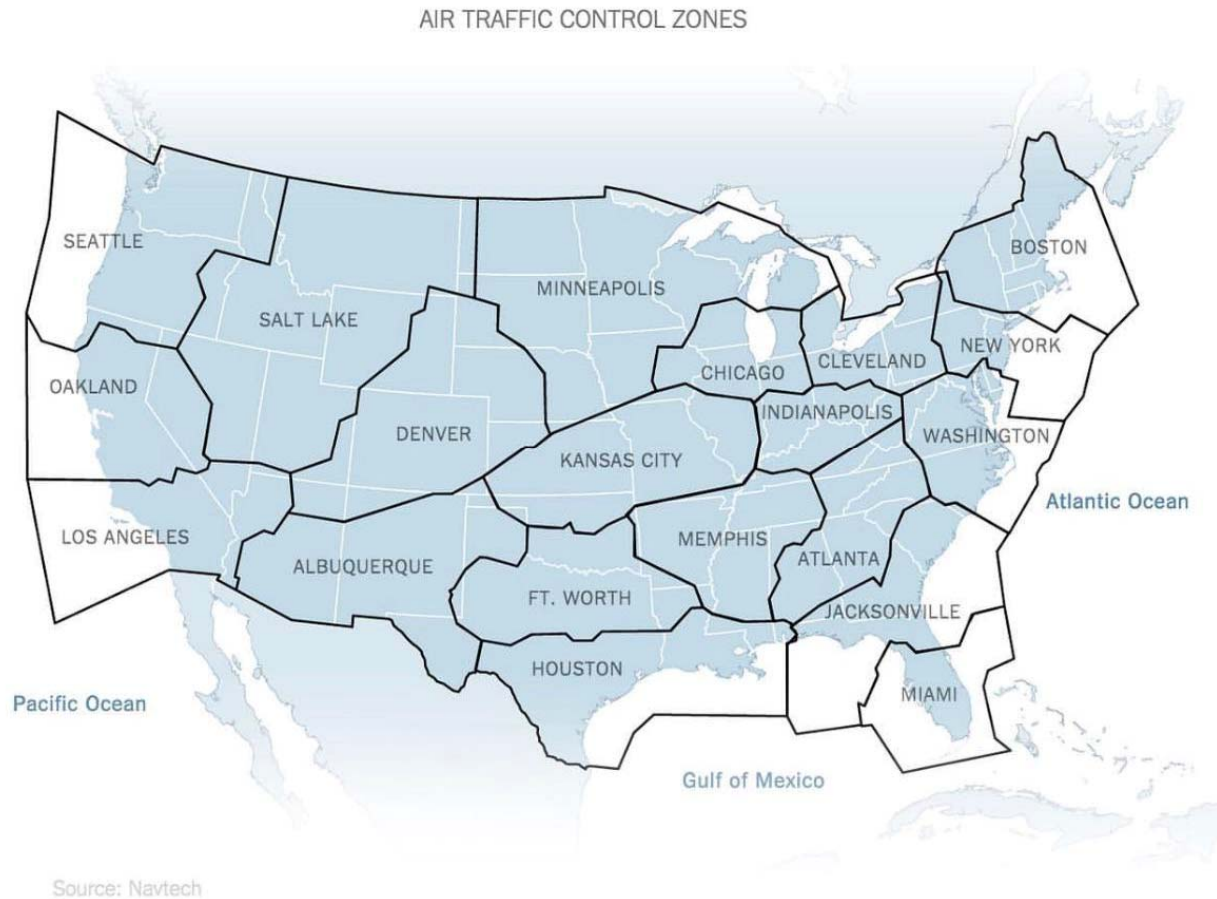 AIR TRAFFIC CONTROL ZONES
SEATTLE
BOSTON
MINNEAPOLIS
SALT LAKE
NEW YORK
CLEVELAND
CHICAGO
OAKLAND
INDIANAPOLIS
DENVER
WASHINGTON
KANSAS CITY
Atlantic Ocean
LOS ANGELES
MEMPHIS
ATLANTA
ALBUQUERQUE
FT. WORTH
JACKSONVILLE
HOUSTON
MIAMI
Pacific Ocean
Gulf of Mexico
Source: Navtech